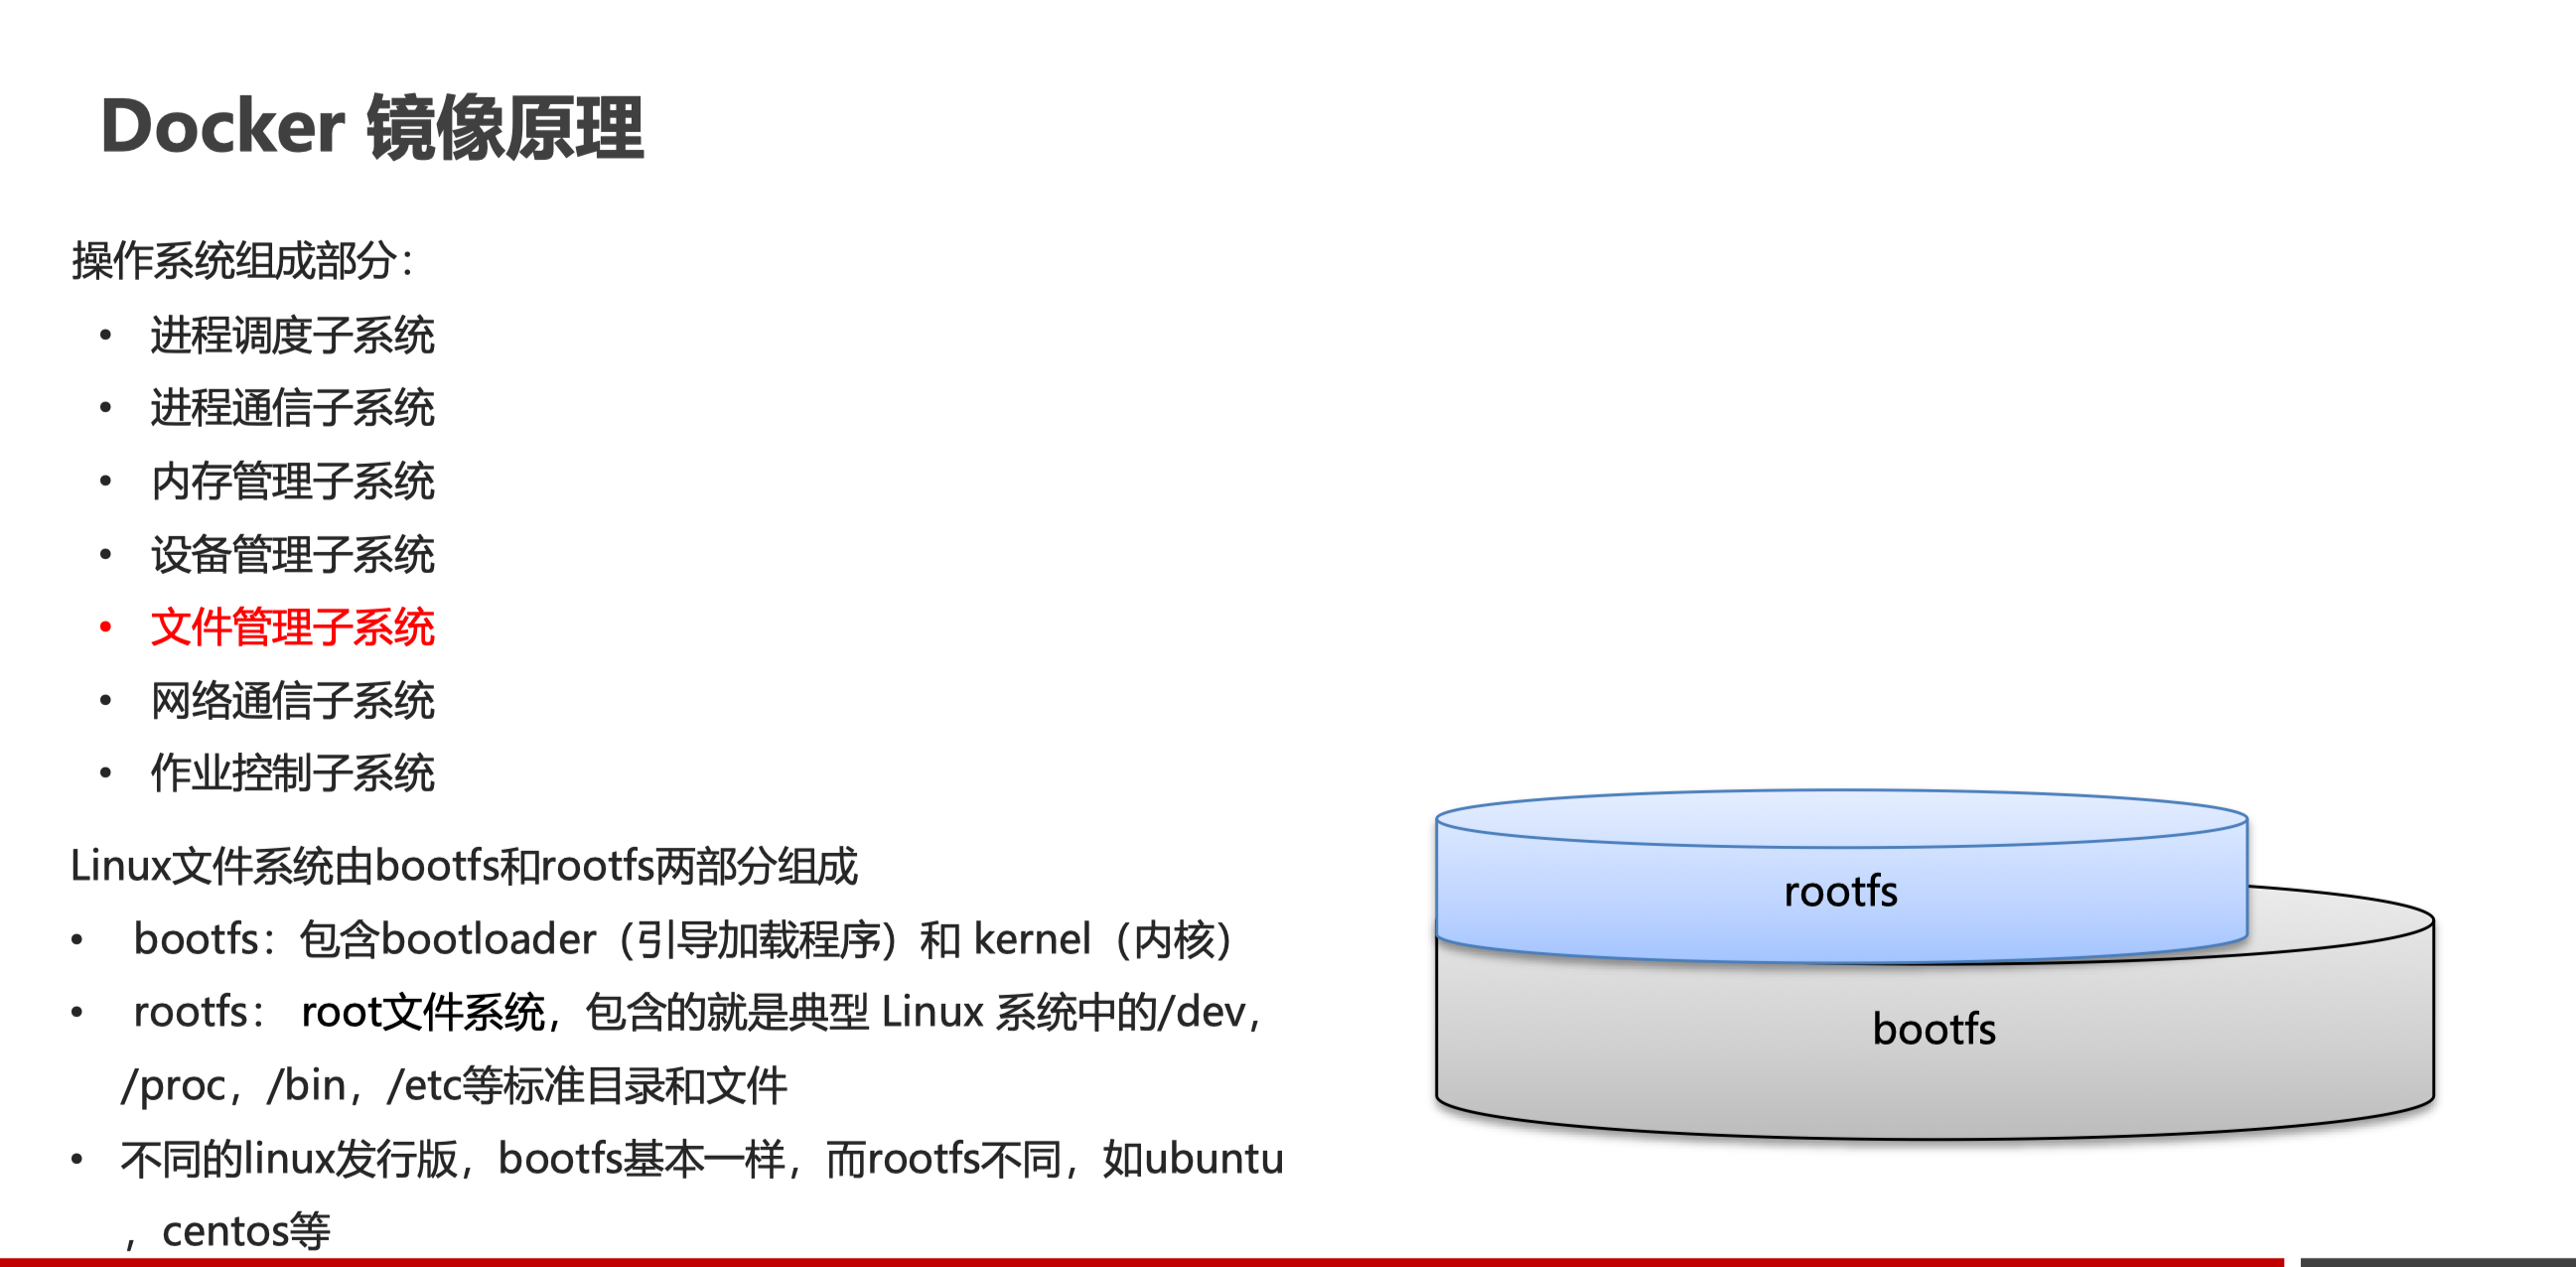 Docker 镜像原理
操作系统组成部分：
• 进程调度子系统
• 进程通信子系统
• 内存管理子系统
• 设备管理子系统
• 文件管理子系统
• 网络通信子系统
• 作业控制子系统
Linux文件系统由bootfs和rootfs两部分组成
• bootfs：包含bootloader（引导加载程序）和 kernel（内核）
• rootfs： root文件系统，包含的就是典型 Linux 系统中的/dev，
/proc，/bin，/etc等标准目录和文件
• 不同的linux发行版，bootfs基本一样，而rootfs不同，如ubuntu
，centos等
rootfs
bootfs